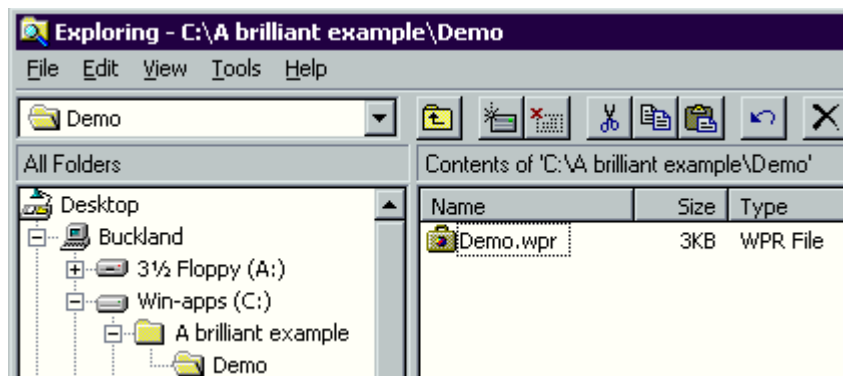 Exploring - C:\A brilliant example\Demo
File Edit View Tools Help
Demo
All Folders
Contents of 'C:\A brilliant example\Demo'
Desktop
Name Size Type
Buckland
Demo.wpr 3KB WPR File
3½ Floppy (A:)
Win-apps (C:)
A brilliant example
Demo